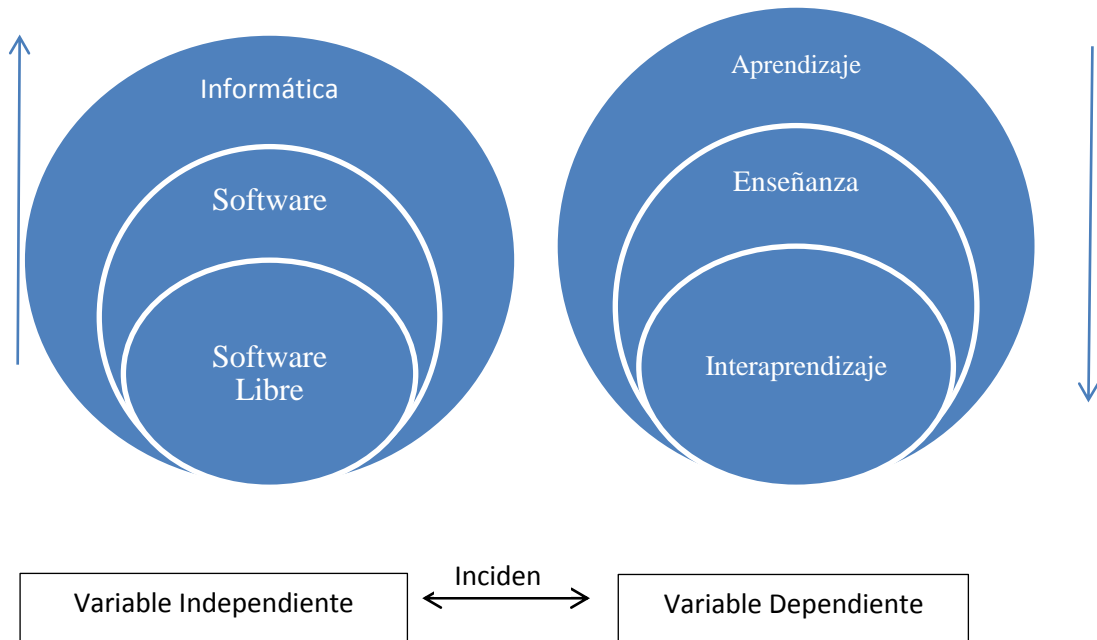 Informática
Software
Software
Libre
Aprendizaje
Enseñanza
Interaprendizaje
Variable Independiente
Inciden
Variable Dependiente